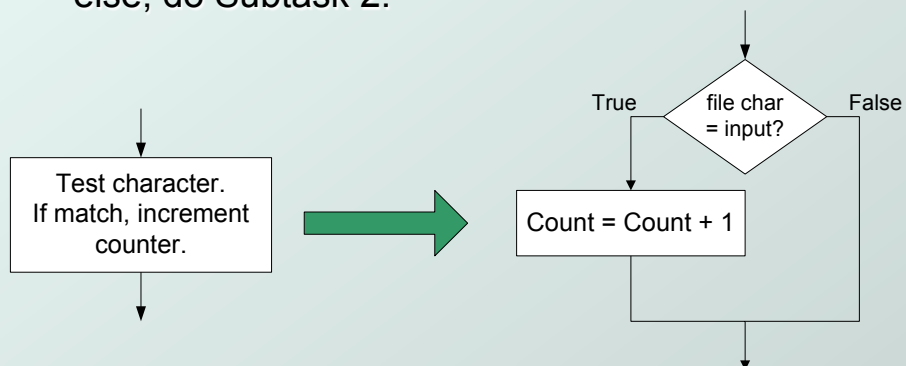 else, do Subtask 2.
Test character.
If match, increment
counter.
True
file char
= input?
False
Count = Count + 1